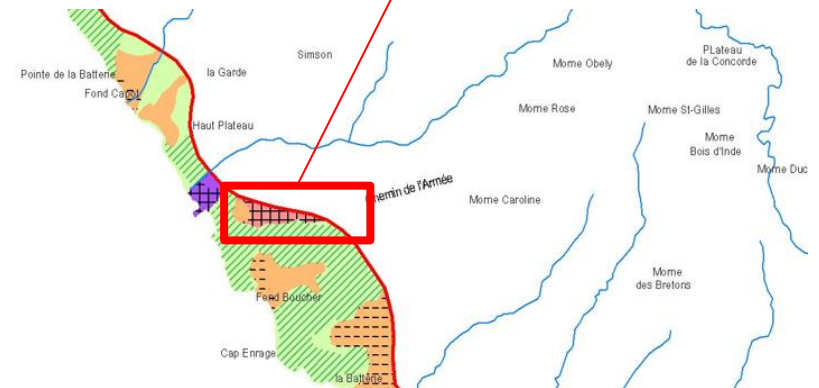 Simson
PLateau
de la Concorde
Morne Obely
Pointe de la Batterie
la Garde
Fond Capot
Morne Rose
Morne St-Gilles
Haut Plateau
Morne
Bois d'Inde
Morne Duc
Chemin de l'Armée
Morne Caroline
Morne
des Bretons
Fond Boucher
Cap Enragé
la Batterie